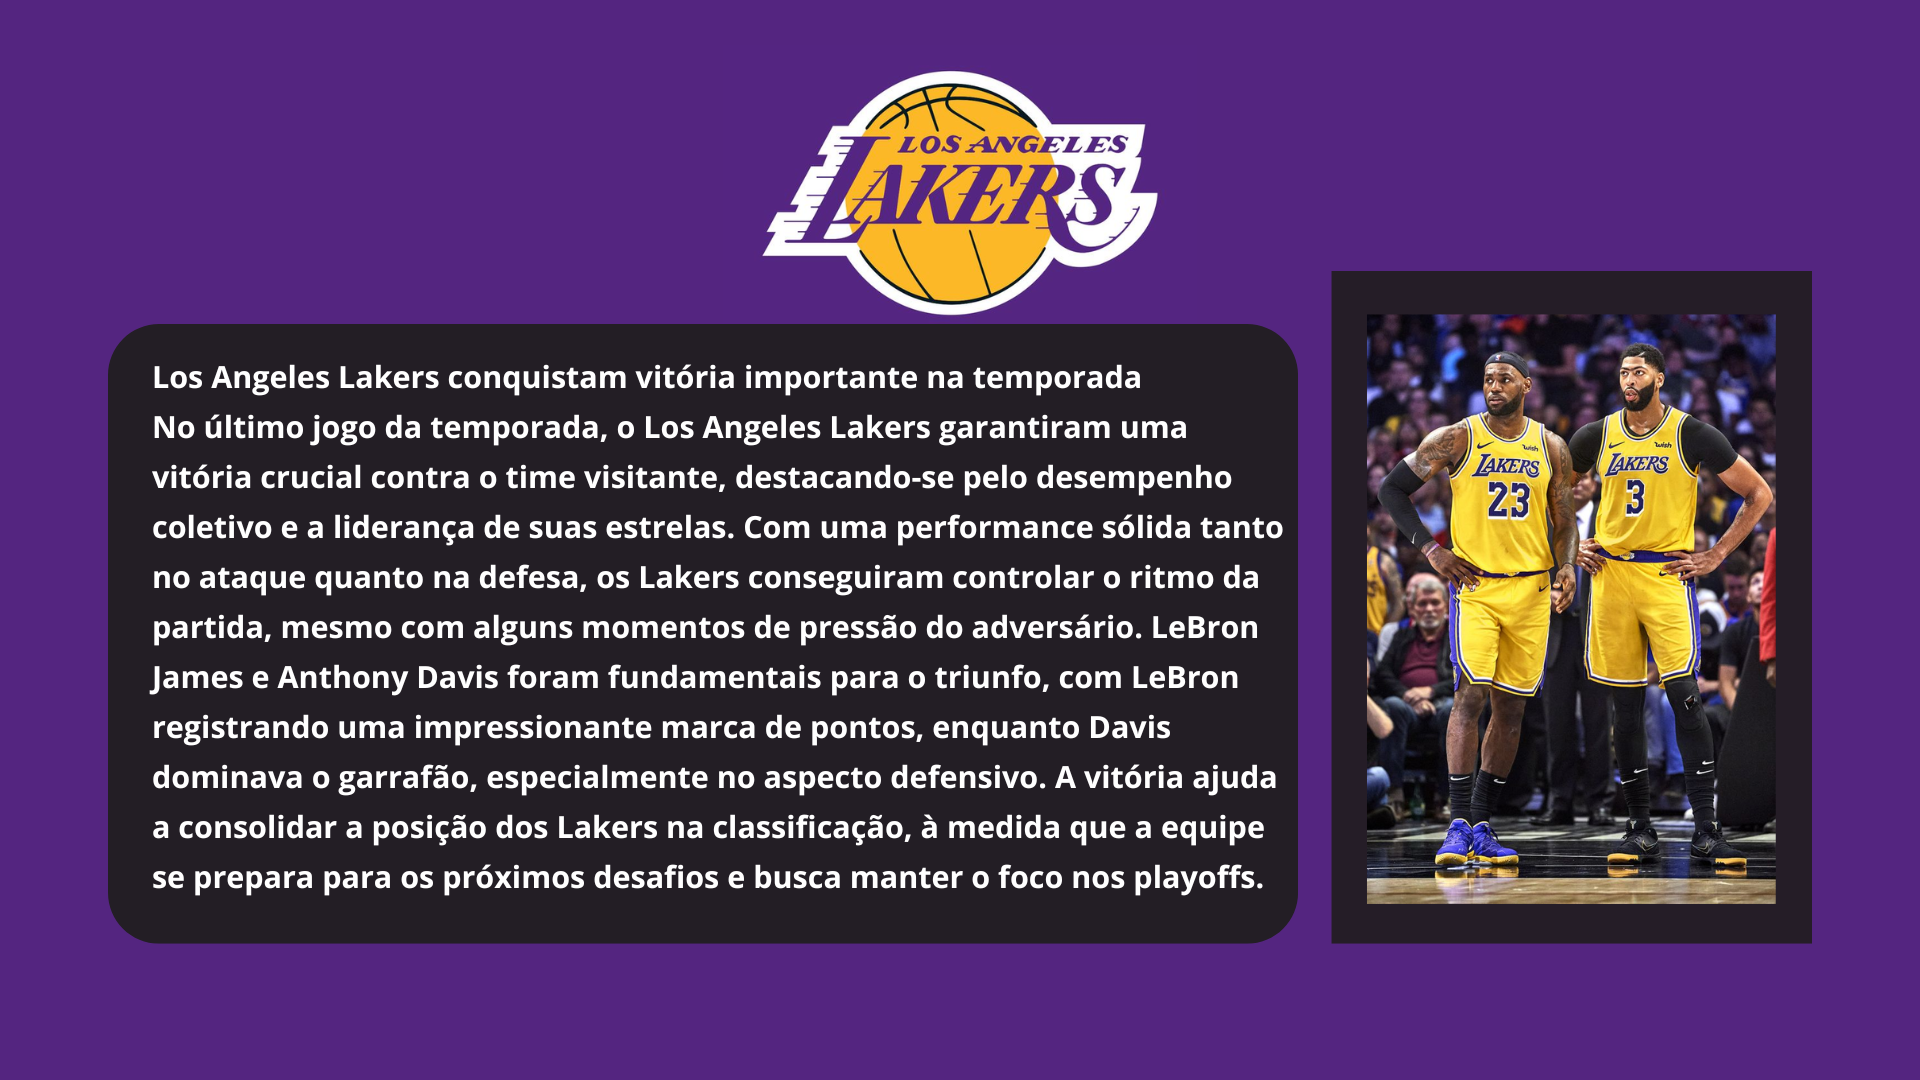 LOS ANGELES
LAKERS
Los Angeles Lakers conquistam vitória importante na temporada
No último jogo da temporada, o Los Angeles Lakers garantiram uma
vitória crucial contra o time visitante, destacando-se pelo desempenho
coletivo e a liderança de suas estrelas. Com uma performance sólida tanto
no ataque quanto na defesa, os Lakers conseguiram controlar o ritmo da
partida, mesmo com alguns momentos de pressão do adversário. LeBron
James e Anthony Davis foram fundamentais para o triunfo, com LeBron
registrando uma impressionante marca de pontos, enquanto Davis
dominava o garrafão, especialmente no aspecto defensivo. A vitória ajuda
a consolidar a posição dos Lakers na classificação, à medida que a equipe
se prepara para os próximos desafios e busca manter o foco nos playoffs.
wish
LAKERS
23
wish
LAKERS
3